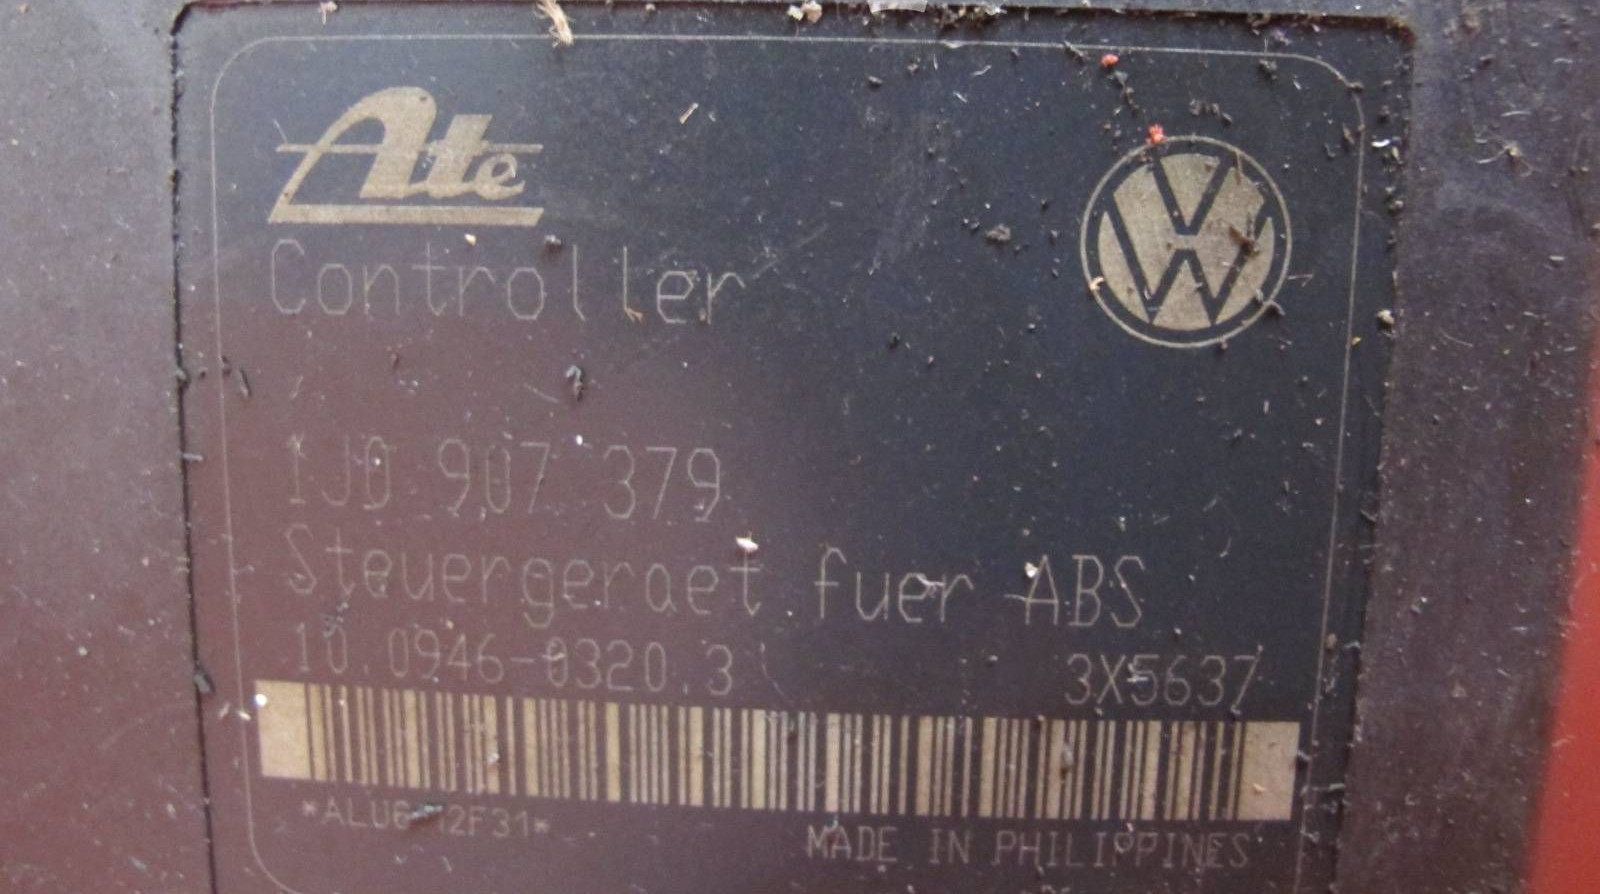 Ate
Controller
1J0 907 379
Steuergeraet fuer ABS
10.0946-0320.3 3X5637
MADE IN PHILIPPINES